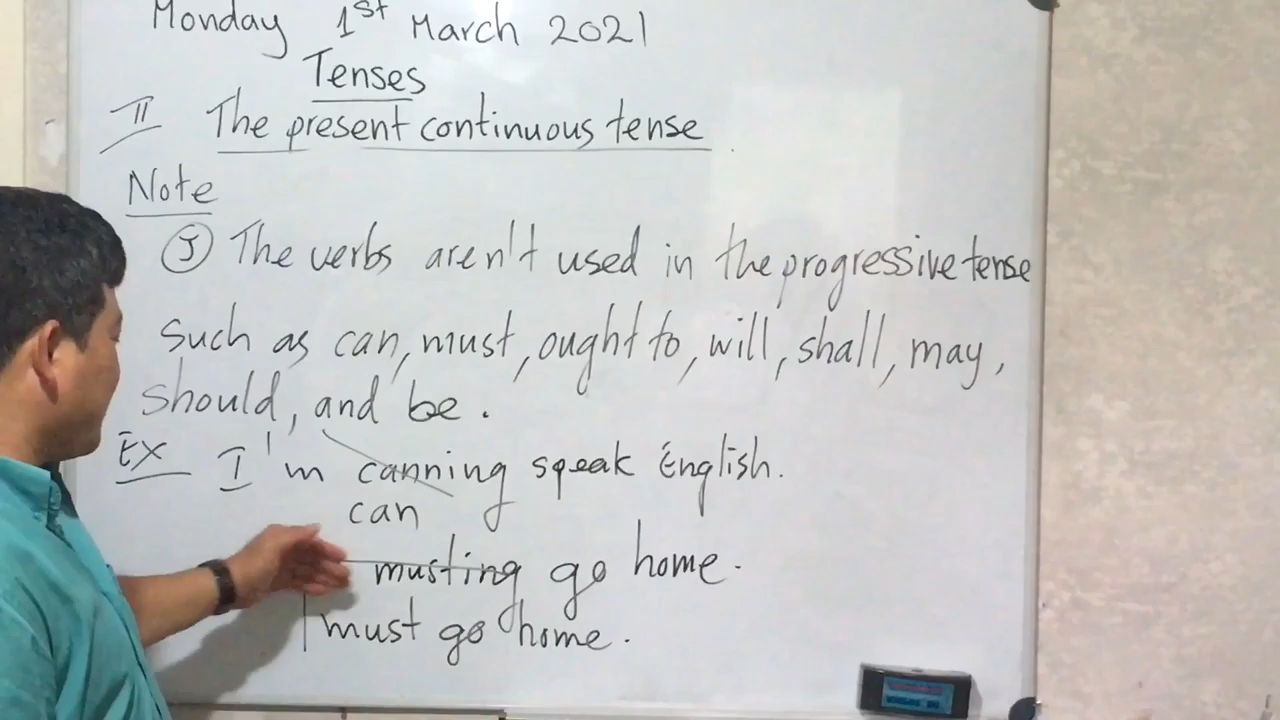 Monday 1st March 2021
Tenses
II The present continuous tense
Note
5 The verbs aren't used in the progressive tense
such as can, must, ought to, will, shall, may,
should, and be.
EX I'm canning speak English.
can
musting go home.
I must go home.